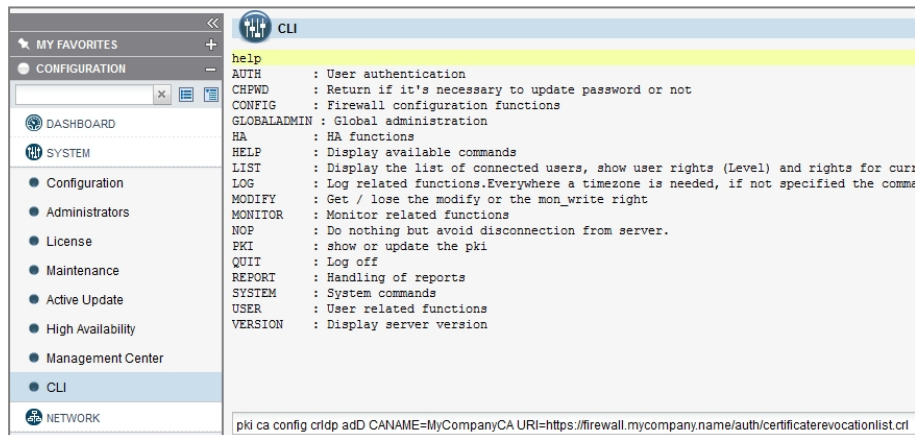 MY FAVORITES
CONFIGURATION
DASHBOARD
SYSTEM
Configuration
Administrators
License
Maintenance
Active Update
High Availability
Management Center
CLI
NETWORK
CLI
help
AUTH : User authentication
CHPWD : Return if it's necessary to update password or not
CONFIG : Firewall configuration functions
GLOBALADMIN : Global administration
HA : HA functions
HELP : Display available commands
LIST : Display the list of connected users, show user rights (Level) and rights for curr
LOG : Log related functions.Everywhere a timezone is needed, if not specified the comma
MODIFY : Get / lose the modify or the mon_write right
MONITOR : Monitor related functions
NOP : Do nothing but avoid disconnection from server.
PKI : show or update the pki
QUIT : Log off
REPORT : Handling of reports
SYSTEM : System commands
USER : User related functions
VERSION : Display server version
pki ca config crldp adD CANAME=MyCompanyCA URI=https://firewall.mycompany.name/auth/certificaterevocationlist.crl